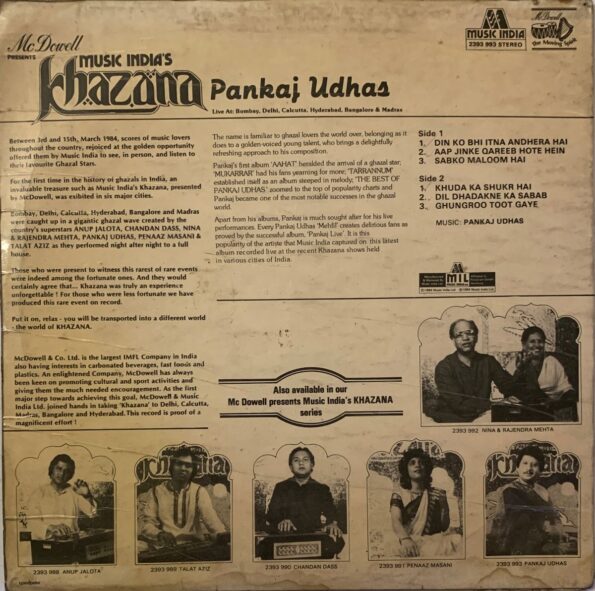 McDowell
PRESENTS
MUSIC INDIA'S
Khazana
Pankaj Udhas
Live At: Bombay, Delhi, Calcutta, Hyderabad, Bangalore & Madras
MUSIC INDIA
2393 993 STEREO
McDowell
The Moving Spirit
Between 3rd and 15th, March 1984, scores of music lovers
throughout the country, rejoiced at the golden opportunity
offered them by Music India to see, in person, and listen to
their favourite Ghazal Stars.
For the first time in the history of ghazals in India, an
invaluable treasure such as Music India's Khazana, presented
by McDowell, was exibited in six major cities.
Bombay, Delhi, Calcutta, Hyderabad, Bangalore and Madras
were caught up in a gigantic ghazal wave created by the
country's superstars ANUP JALOTA, CHANDAN DASS, NINA
& RAJENDRA MEHTA, PANKAJ UDHAS, PENAAZ MASANI &
TALAT AZIZ as they performed night after night to a full
house.
Those who were present to witness this rarest of rare events
were indeed among the fortunate ones. And they would
certainly agree that... Khazana was truly an experience
unforgettable ! For those who were less fortunate we have
produced this rare event on record.
Put it on, relax - you will be transported into a different world
- the world of KHAZANA.
McDowell & Co. Ltd. is the largest IMFL Company in India
also having interests in carbonated beverages, fast foods and
plastics. An enlightened Company, McDowell has always
been keen on promoting cultural and sport activities and
giving them the much needed encouragement. As the first
major step towards achieving this goal, McDowell & Music
India Ltd. joined hands in taking 'Khazana' to Delhi, Calcutta,
Madras, Bangalore and Hyderabad. This record is proof of a
magnificent effort !
The name is familiar to ghazal lovers the world over, belonging as it
does to a golden-voiced young talent, who brings a delightfully
refreshing approach to his composition.
Pankaj's first album 'AAHAT' heralded the arrival of a ghazal star;
'MUKARRAR' had his fans yearning for more; 'TARRANNUM'
established itself as an album steeped in melody; 'THE BEST OF
PANKAJ UDHAS,' zoomed to the top of popularity charts and
Pankaj became one of the most notable successes in the ghazal
world.
Apart from his albums, Pankaj is much sought after for his live
performances. Every Pankaj Udhas 'Mehfil' creates delirious fans as
proved by the successful album, 'Pankaj Live'. It is this
popularity of the artist that Music India captured on this latest
album recorded live at the recent Khazana shows held
in various cities of India.
Side 1
1. DIN KO BHI ITNA ANDHERA HAI
2. AAP JINKE QAREEB HOTE HEIN
3. SABKO MALOOM HAI
Side 2
1. KHUDA KA SHUKR HAI
2. DIL DHADAKNE KA SABAB
3. GHUNGROO TOOT GAYE
MUSIC: PANKAJ UDHAS
MIL
Also available in our
Mc Dowell presents Music India's KHAZANA
series
2393 992 NINA & RAJENDRA MEHTA
2393 988 ANUP JALOTA
2393 989 TALAT AZIZ
2393 990 CHANDAN DASS
2393 991 PENAAZ MASANI
2393 993 PANKAJ UDHAS